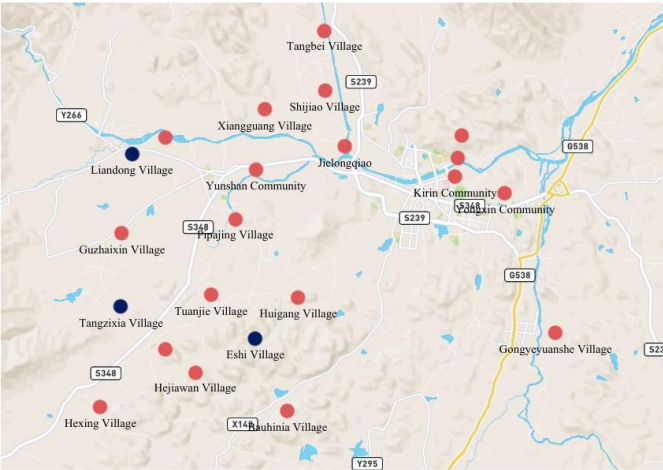 Tangbei Village
S239
Shijiao Village
Y266
Xiangguang Village
G538
Jielongqiao
Liandong Village
Yunshan Community
Kirin Community
S348
Yongxin Community
S239
S348
Pipajing Village
Guzhaixin Village
G538
Tuanjie Village
Huigang Village
Tangzixia Village
Eshi Village
Gongyeyuanshe Village
S23
S348
Hejiawan Village
Hexing Village
X142
Bauhinia Village
Y295